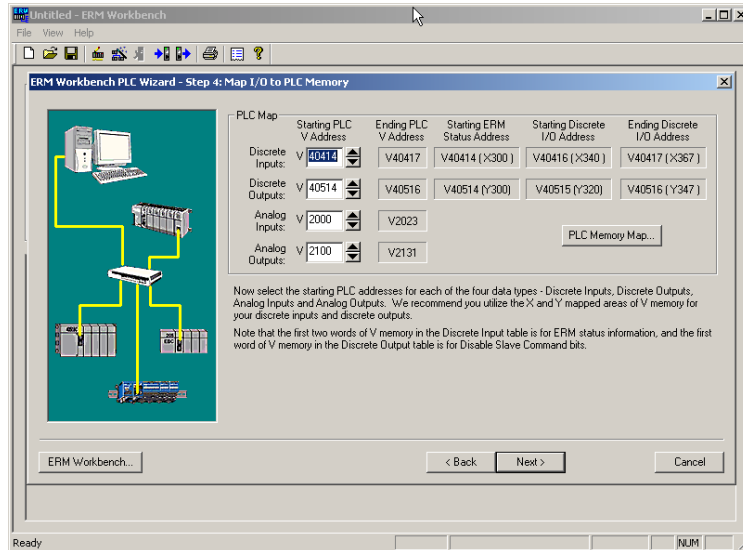 Untitled - ERM Workbench
File View Help
ERM Workbench PLC Wizard - Step 4: Map I/O to PLC Memory
PLC Map
Starting PLC V Address
Ending PLC V Address
Starting ERM Status Address
Starting Discrete I/O Address
Ending Discrete I/O Address
Discrete Inputs: V 40414 V40417 V40414 ( X300 ) V40416 ( X340 ) V40417 ( X367 )
Discrete Outputs: V 40514 V40516 V40514 (Y300) V40515 (Y320) V40516 ( Y347 )
Analog Inputs: V 2000 V2023
Analog Outputs: V 2100 V2131
PLC Memory Map...
Now select the starting PLC addresses for each of the four data types - Discrete Inputs, Discrete Outputs,
Analog Inputs and Analog Outputs. We recommend you utilize the X and Y mapped areas of V memory for
your discrete inputs and discrete outputs.
Note that the first two words of V memory in the Discrete Input table is for ERM status information, and the first
word of V memory in the Discrete Output table is for Disable Slave Command bits.
ERM Workbench...
< Back
Next >
Cancel
Ready
NUM